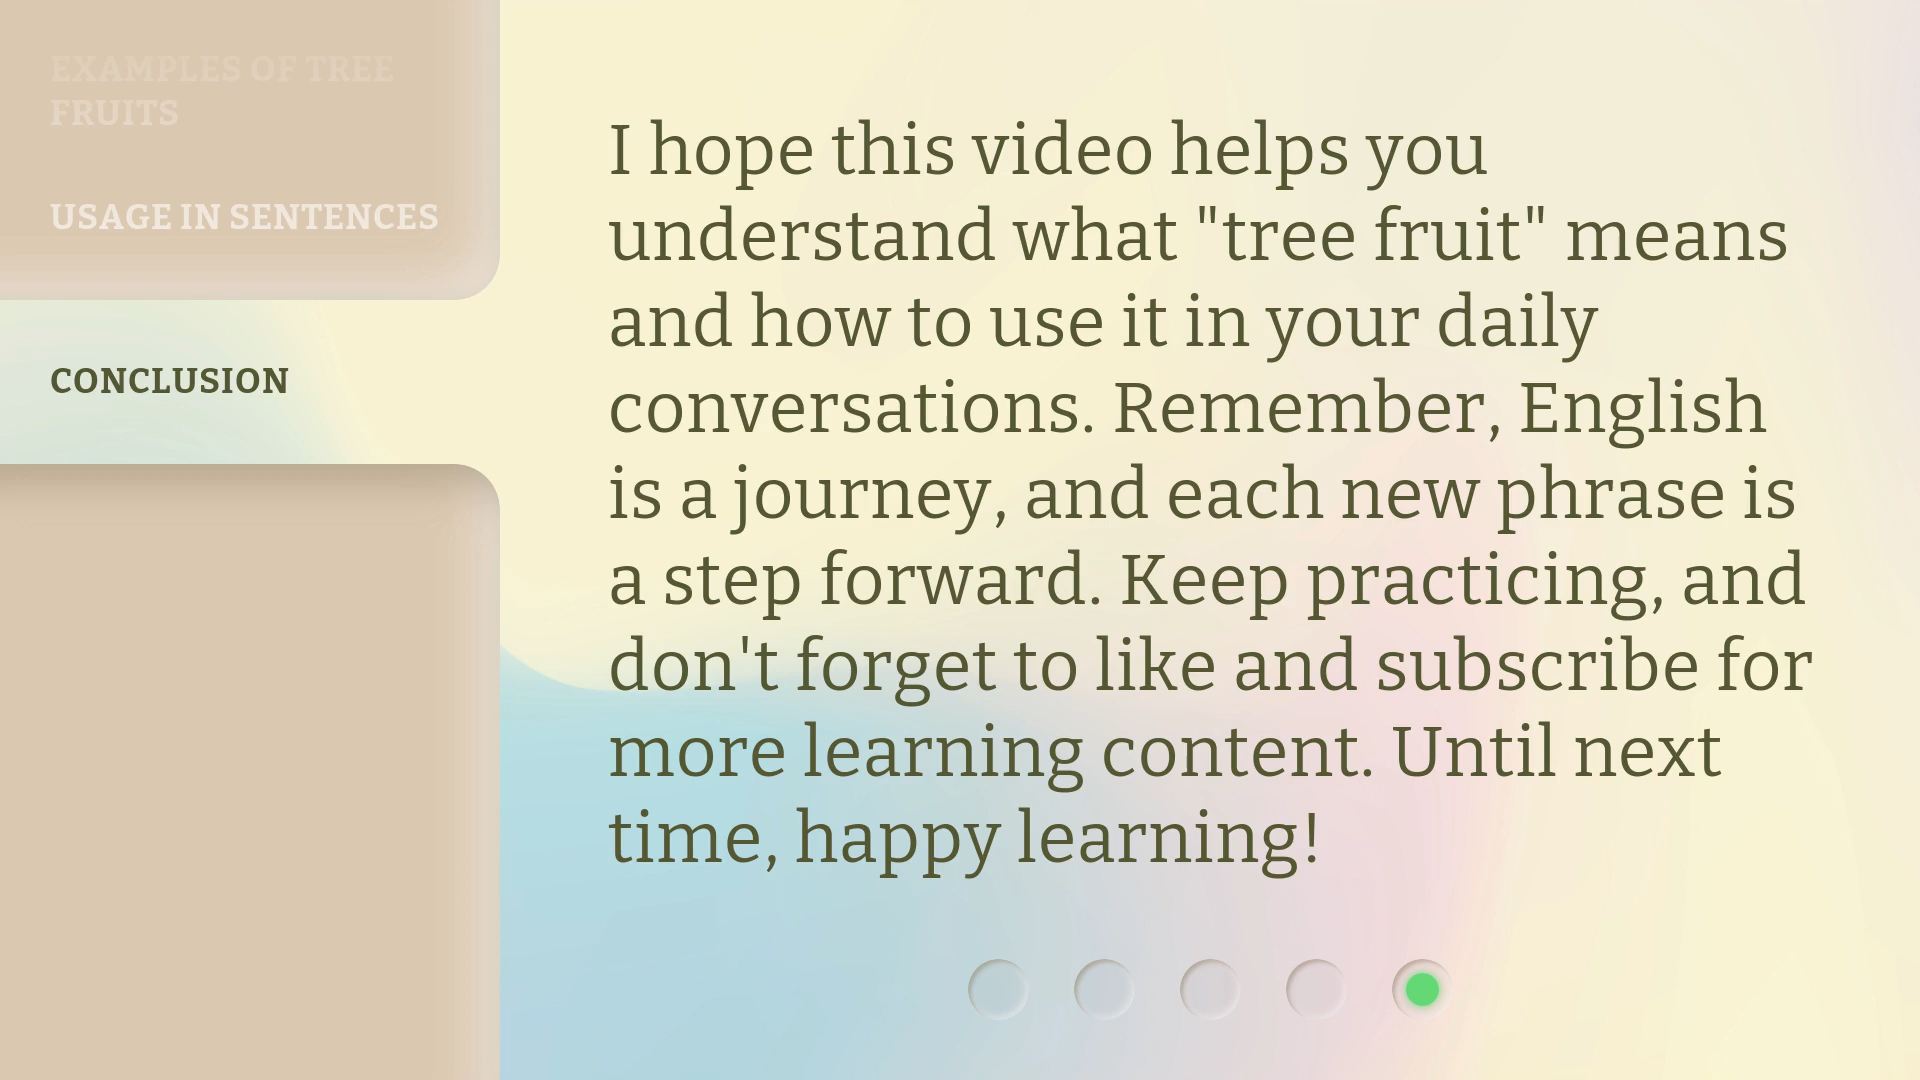 EXAMPLES OF TREE
FRUITS
USAGE IN SENTENCES
CONCLUSION
I hope this video helps you
understand what "tree fruit" means
and how to use it in your daily
conversations. Remember, English
is a journey, and each new phrase is
a step forward. Keep practicing, and
don't forget to like and subscribe for
more learning content. Until next
time, happy learning!